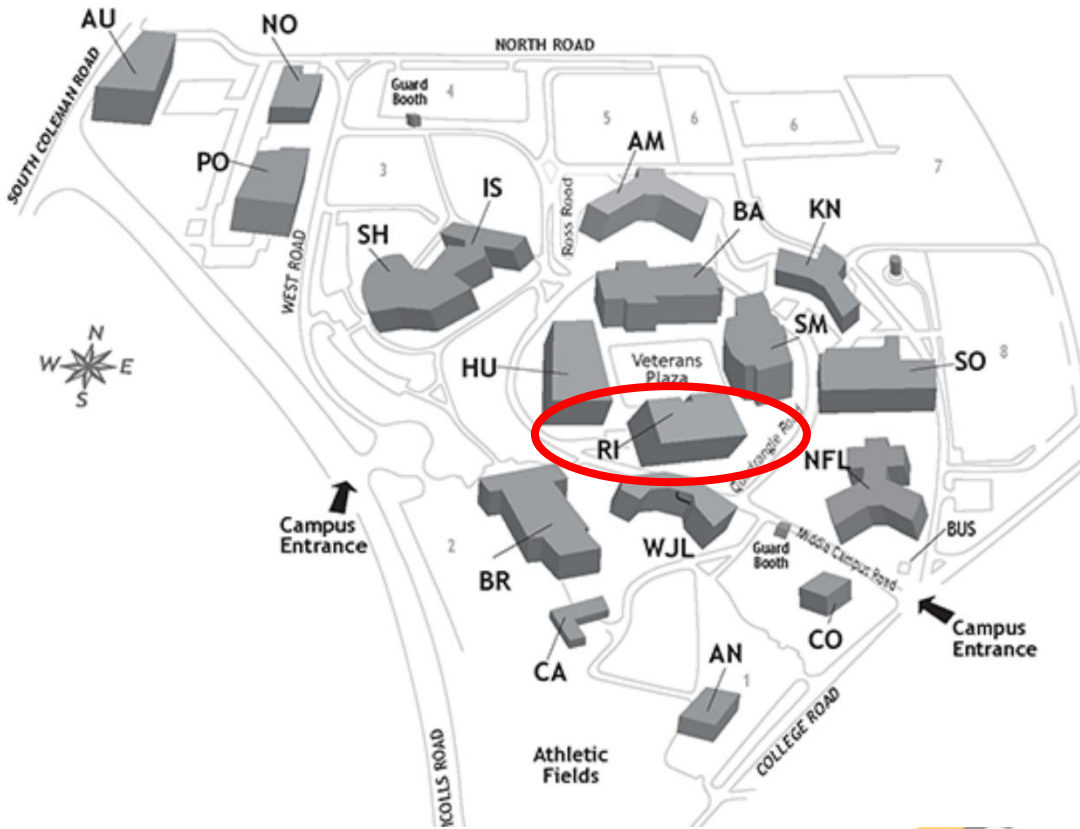 AU
NO
NORTH ROAD
Guard
Booth
4
5
6
6
SOUTH COLEMAN ROAD
PO
3
IS
AM
7
Ross Road
BA
KN
SH
WEST ROAD
N
W
E
S
HU
Veterans
Plaza
SM
SO
8
RI
Quadrangle Road
NFL
Campus
Entrance
2
BR
WJL
Guard
Booth
Middle Campus Road
BUS
CO
Campus
Entrance
CA
AN
1
COLLEGE ROAD
Athletic
Fields
ICOLLS ROAD